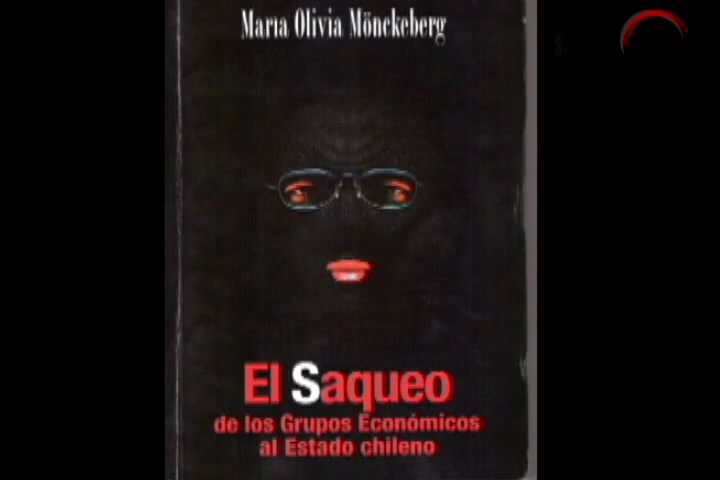 María Olivia Mönckeberg
El Saqueo
de los Grupos Económicos
al Estado chileno